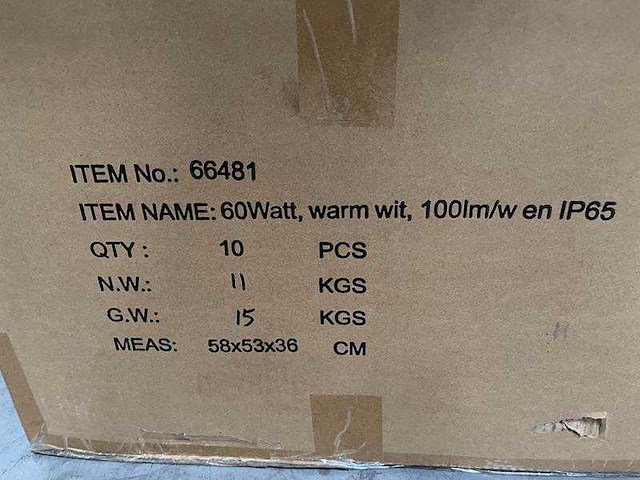 ITEM No.: 66481
ITEM NAME: 60Watt, warm wit, 100lm/w en IP65
QTY : 10 PCS
N.W.: 11 KGS
G.W.: 15 KGS
MEAS: 58x53x36 CM